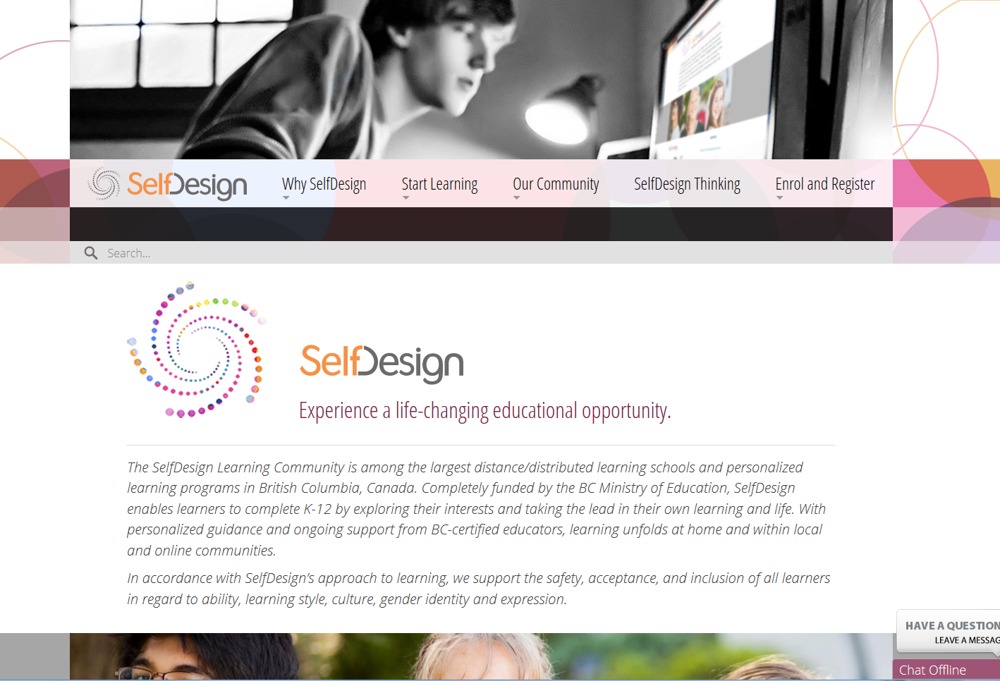 SelfDesign
Why SelfDesign
Start Learning
Our Community
SelfDesign Thinking
Enrol and Register
Search...
SelfDesign
Experience a life-changing educational opportunity.
The SelfDesign Learning Community is among the largest distance/distributed learning schools and personalized
learning programs in British Columbia, Canada. Completely funded by the BC Ministry of Education, SelfDesign
enables learners to complete K-12 by exploring their interests and taking the lead in their own learning and life. With
personalized guidance and ongoing support from BC-certified educators, learning unfolds at home and within local
and online communities.
In accordance with SelfDesign's approach to learning, we support the safety, acceptance, and inclusion of all learners
in regard to ability, learning style, culture, gender identity and expression.
HAVE A QUESTION
LEAVE A MESSAG
Chat Offline